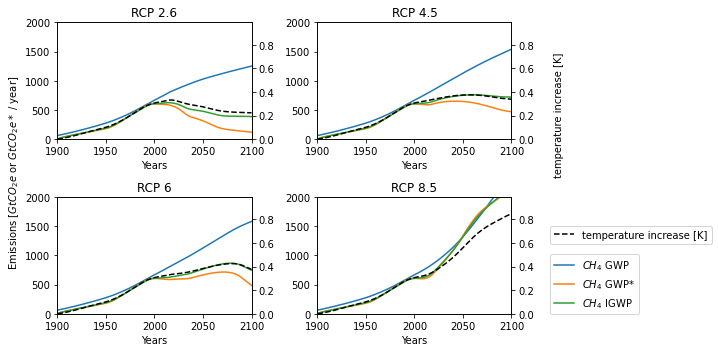 RCP 2.6
RCP 4.5
2000
1500
1000
500
0
0.8
0.6
0.4
0.2
0.0
1900 1950 2000 2050 2100
Years
2000
1500
1000
500
0
0.8
0.6
0.4
0.2
0.0
1900 1950 2000 2050 2100
Years
Emissions [GtCO₂e or GtCO₂e* / year]
temperature increase [K]
RCP 6
RCP 8.5
2000
1500
1000
500
0
0.8
0.6
0.4
0.2
0.0
1900 1950 2000 2050 2100
Years
2000
1500
1000
500
0
0.8
0.6
0.4
0.2
0.0
1900 1950 2000 2050 2100
Years
temperature increase [K]
CH₄ GWP
CH₄ GWP*
CH₄ IGWP